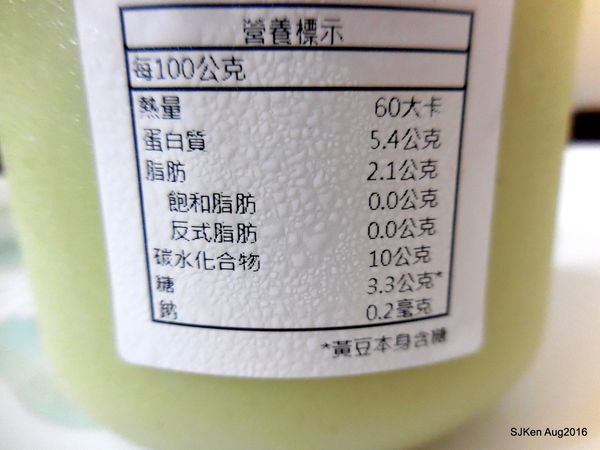 營養標示
每100公克
熱量 60大卡
蛋白質 5.4公克
脂肪 2.1公克
飽和脂肪 0.0公克
反式脂肪 0.0公克
碳水化合物 10公克
糖 3.3公克*
鈉 0.2毫克
*黃豆本身含糖
SJKen Aug2016